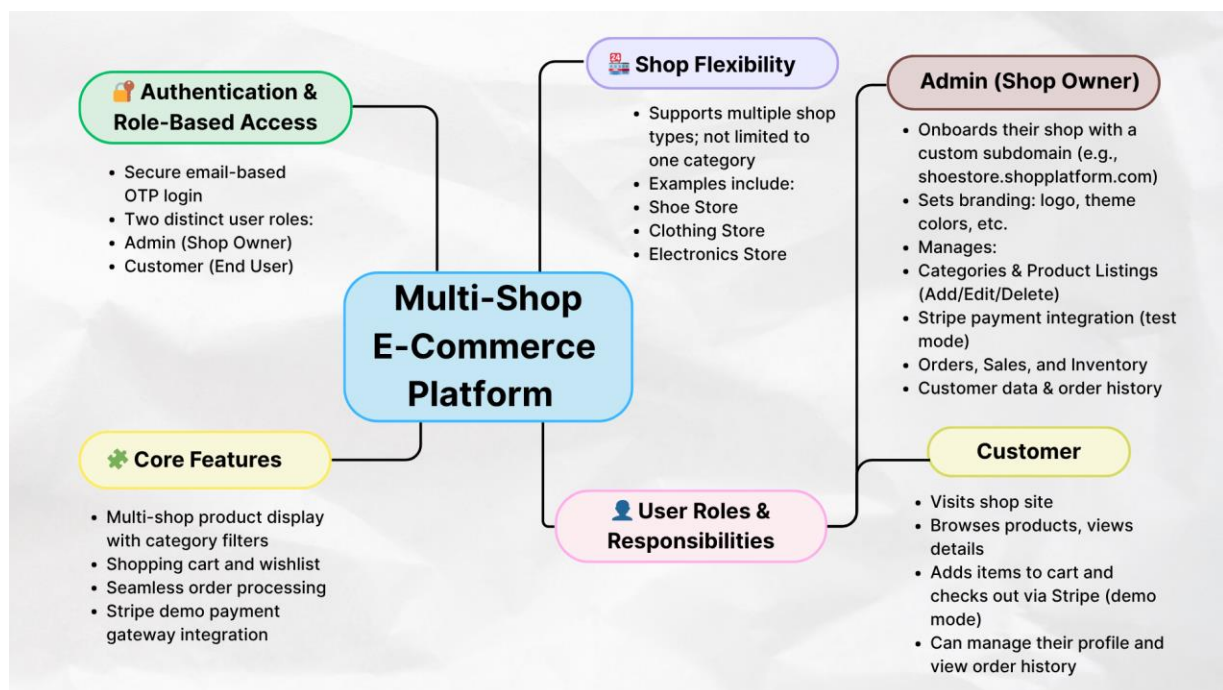 🔐 Authentication &
Role-Based Access
• Secure email-based
OTP login
• Two distinct user roles:
• Admin (Shop Owner)
• Customer (End User)
🏪 Shop Flexibility
• Supports multiple shop
types; not limited to
one category
• Examples include:
• Shoe Store
• Clothing Store
• Electronics Store
Admin (Shop Owner)
• Onboards their shop with a
custom subdomain (e.g.,
shoestore.shopplatform.com)
• Sets branding: logo, theme
colors, etc.
• Manages:
• Categories & Product Listings
(Add/Edit/Delete)
• Stripe payment integration (test
mode)
• Orders, Sales, and Inventory
• Customer data & order history
Multi-Shop
E-Commerce
Platform
🧩 Core Features
• Multi-shop product display
with category filters
• Shopping cart and wishlist
• Seamless order processing
• Stripe demo payment
gateway integration
👤 User Roles &
Responsibilities
Customer
• Visits shop site
• Browses products, views
details
• Adds items to cart and
checks out via Stripe (demo
mode)
• Can manage their profile and
view order history